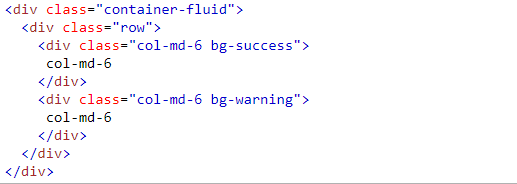 <div class="container-fluid">
  <div class="row">
    <div class="col-md-6 bg-success">
     col-md-6
    </div>
    <div class="col-md-6 bg-warning">
     col-md-6
    </div>
  </div>
</div>